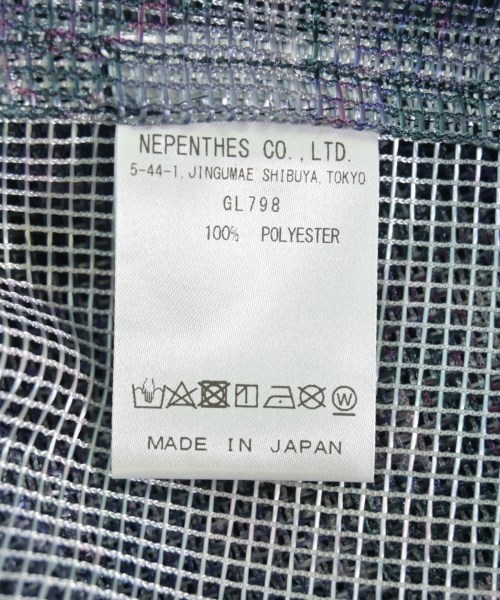 NEPENTHES CO.,LTD.
5-44-1, JINGUMAE SHIBUYA, TOKYO
GL798
100% POLYESTER
W
MADE IN JAPAN